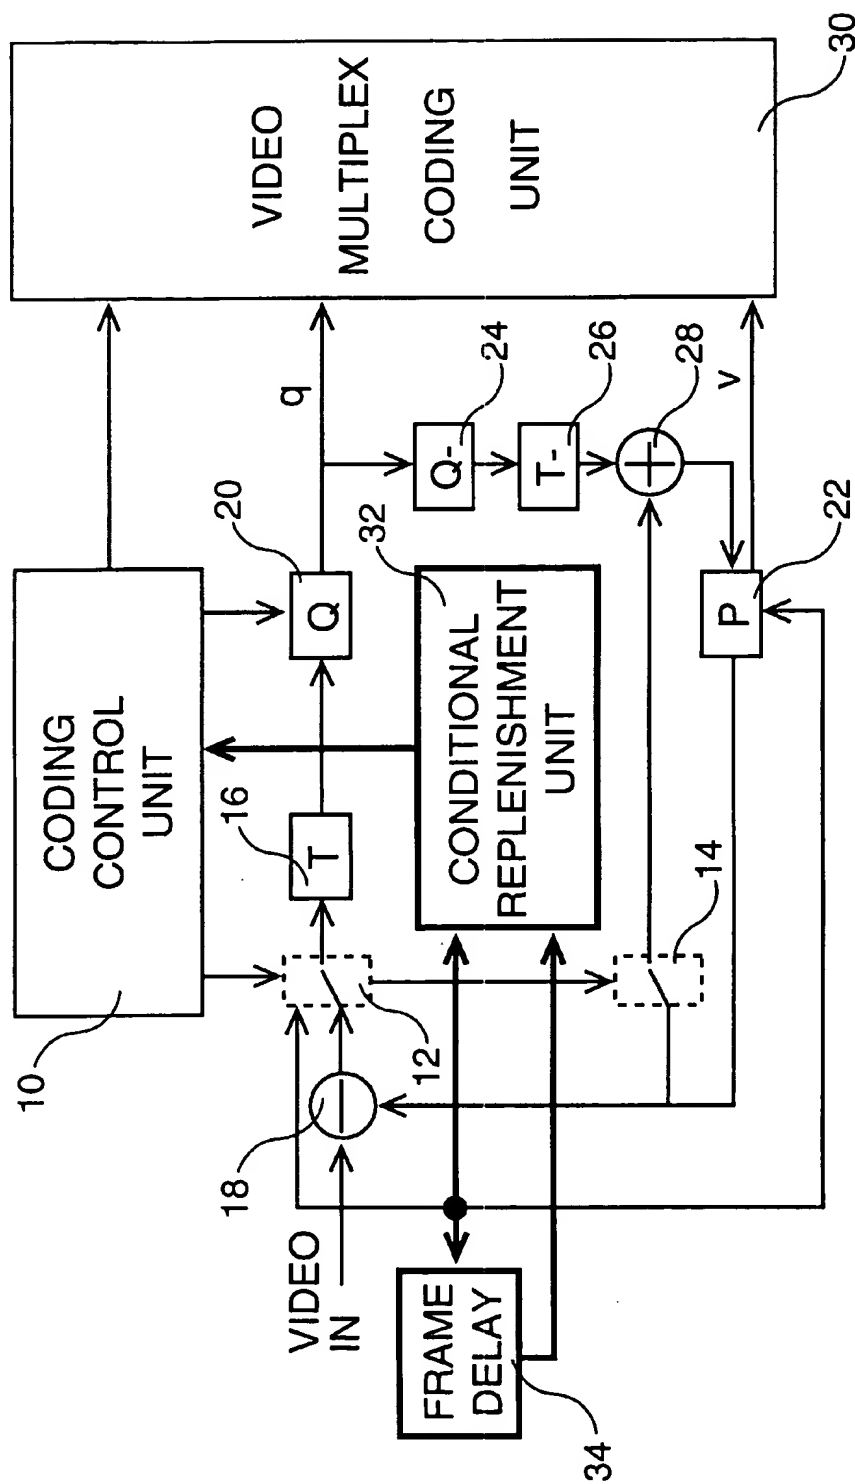 10
CODING
CONTROL
UNIT
VIDEO
MULTIPLEX
CODING
UNIT
30
18
VIDEO
IN
12
16
T
20
Q
q
32
CONDITIONAL
REPLENISHMENT
UNIT
Q-
24
T-
26
28
v
14
P
22
FRAME
DELAY
34